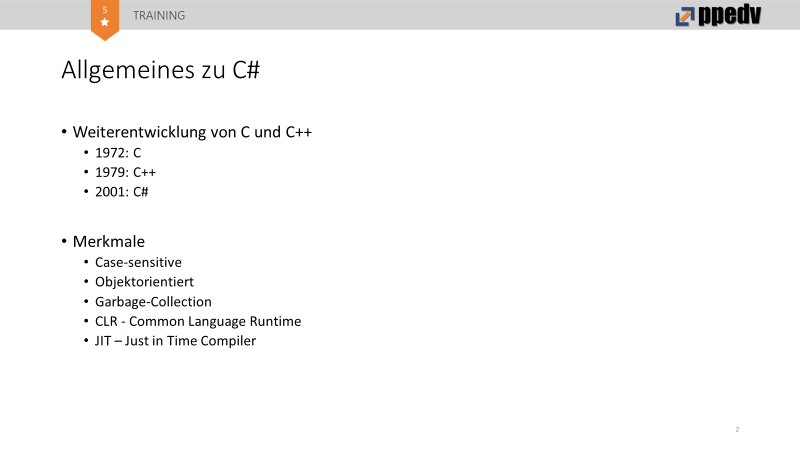 5
TRAINING
ppedv
Allgemeines zu C#
• Weiterentwicklung von C und C++
• 1972: C
• 1979: C++
• 2001: C#
• Merkmale
• Case-sensitive
• Objektorientiert
• Garbage-Collection
• CLR - Common Language Runtime
• JIT – Just in Time Compiler
2